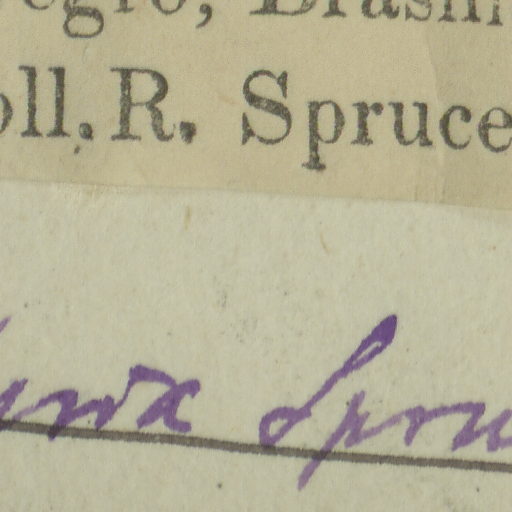 egro, Brasil
oll. R. Spruce
Spru